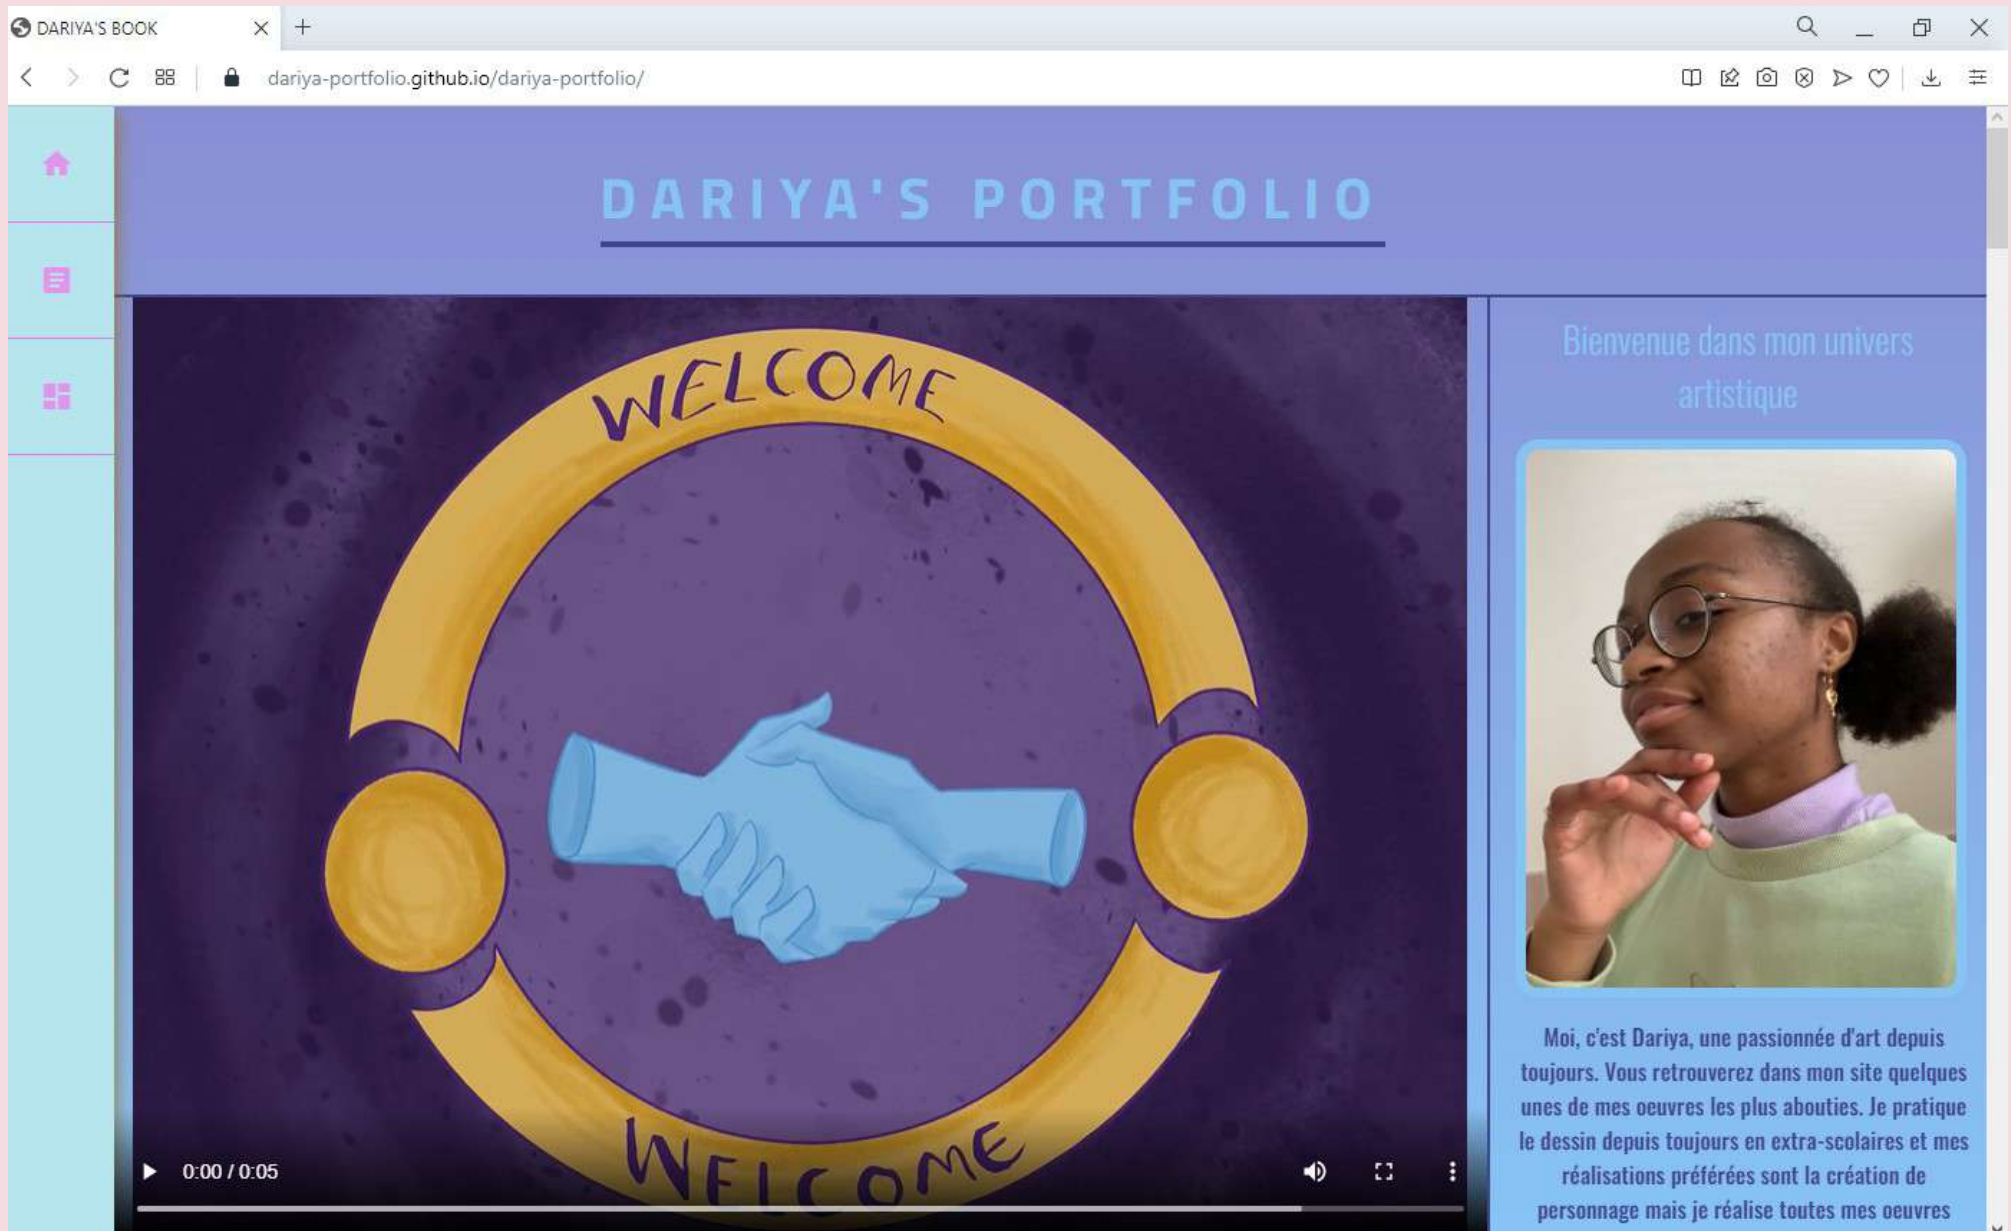 DARIYA'S BOOK
dariya-portfolio.github.io/dariya-portfolio/
DARIYA'S PORTFOLIO
WELCOME
WELCOME
0:00 / 0:05
Bienvenue dans mon univers
artistique
Moi, c'est Dariya, une passionnée d'art depuis
toujours. Vous retrouverez dans mon site quelques
unes de mes oeuvres les plus abouties. Je pratique
le dessin depuis toujours en extra-scolaires et mes
réalisations préférées sont la création de
personnage mais je réalise toutes mes oeuvres